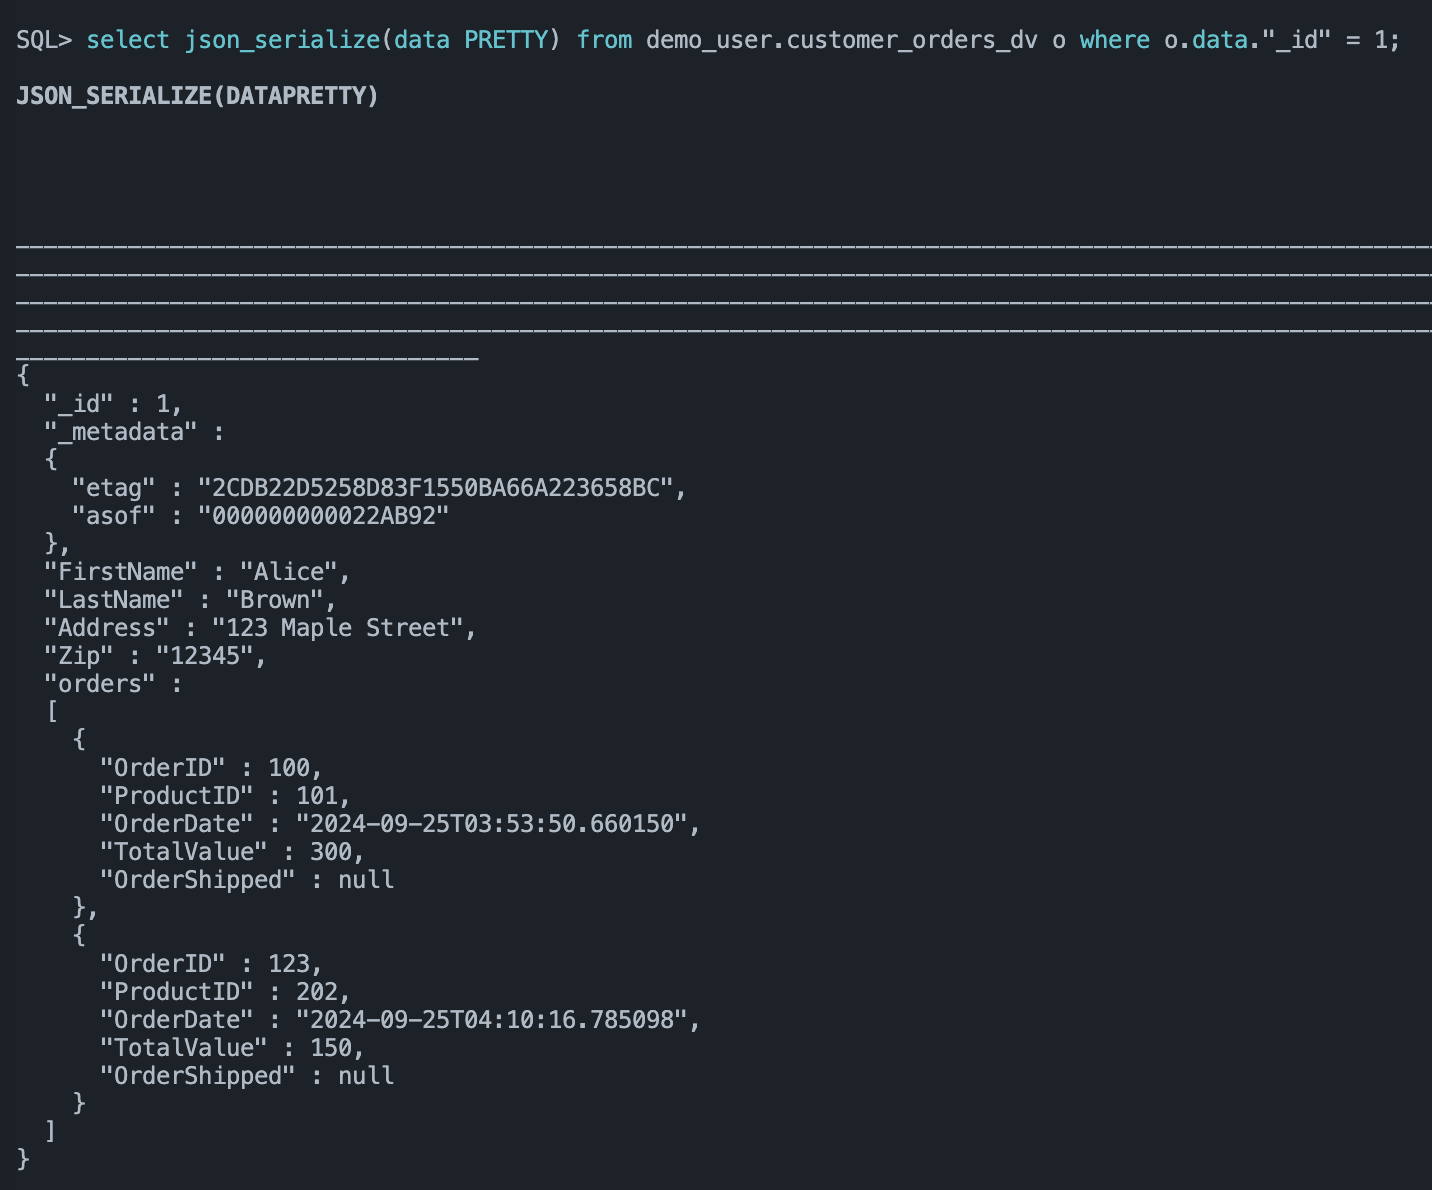 SQL> select json_serialize(data PRETTY) from demo_user.customer_orders_dv o where o.data."_id" = 1;
JSON_SERIALIZE(DATAPRETTY)
{
"_id" : 1,
"_metadata" :
{
"etag" : "2CDB22D5258D83F1550BA66A223658BC",
"asof" : "000000000022AB92"
},
"FirstName" : "Alice",
"LastName" : "Brown",
"Address" : "123 Maple Street",
"Zip" : "12345",
"orders" :
[
{
"OrderID" : 100,
"ProductID" : 101,
"OrderDate" : "2024-09-25T03:53:50.660150",
"TotalValue" : 300,
"OrderShipped" : null
},
{
"OrderID" : 123,
"ProductID" : 202,
"OrderDate" : "2024-09-25T04:10:16.785098",
"TotalValue" : 150,
"OrderShipped" : null
}
]
}